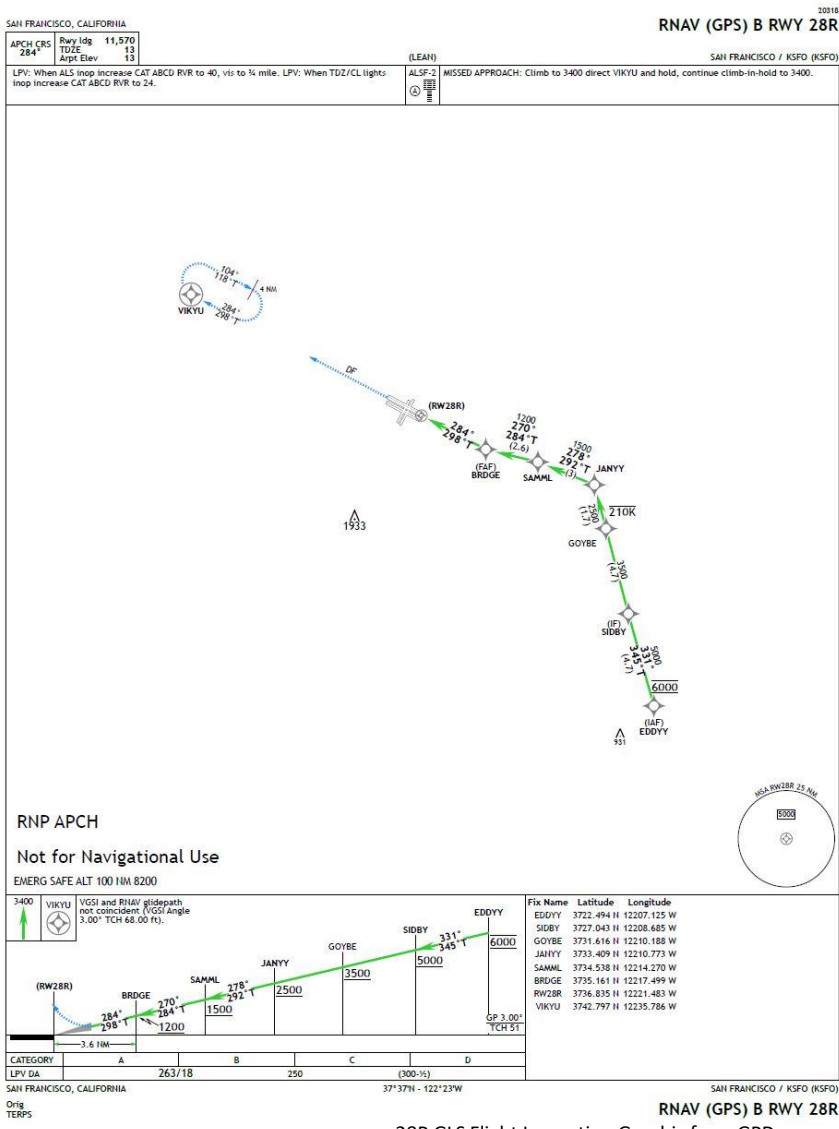 20318
SAN FRANCISCO, CALIFORNIA
RNAV (GPS) B RWY 28R
APCH CRS 284°
Rwy ldg 11,570
TDZE 13
Arpt Elev 13
(LEAN)
SAN FRANCISCO / KSFO (KSFO)
LPV: When ALS inop increase CAT ABCD RVR to 40, vis to ¾ mile. LPV: When TDZ/CL lights
inop increase CAT ABCD RVR to 24.
ALSF-2
A
MISSED APPROACH: Climb to 3400 direct VIKYU and hold, continue climb-in-hold to 3400.
104°
118°T
4 NM
284°
298°T
VIKYU
DF
(RW28R)
284°
298°T
1200
270°
284°T
(2.6)
1500
278°
292°T
(3)
(FAF)
BRDGE
SAMML
JANYY
2500
(1.7)
210K
GOYBE
1933
3500
(4.7)
(IF)
SIDBY
5000
331°
345°T
(4.7)
6000
(IAF)
EDDYY
931
MSA RW28R 25 NM
5000
RNP APCH
Not for Navigational Use
EMERG SAFE ALT 100 NM 8200
3400
VIKYU
VGSI and RNAV glidepath
not coincident (VGSI Angle
3.00° TCH 68.00 ft).
EDDYY
SIDBY
331°
345°T
6000
GOYBE
5000
JANYY
3500
SAMML
278°
292°T
2500
(RW28R)
BRDGE
270°
284°T
1500
284°
298°T
1200
3.6 NM
GP 3.00°
TCH 51
Fix Name Latitude Longitude
EDDYY 3722.494 N 12207.125 W
SIDBY 3727.043 N 12208.685 W
GOYBE 3731.616 N 12210.188 W
JANYY 3733.409 N 12210.773 W
SAMML 3734.538 N 12214.270 W
BRDGE 3735.161 N 12217.499 W
RW28R 3736.835 N 12221.483 W
VIKYU 3742.797 N 12235.786 W
CATEGORY A B C D
LPV DA 263/18 250 (300-½)
SAN FRANCISCO, CALIFORNIA
37°37'N - 122°23'W
SAN FRANCISCO / KSFO (KSFO)
Orig
TERPS
RNAV (GPS) B RWY 28R